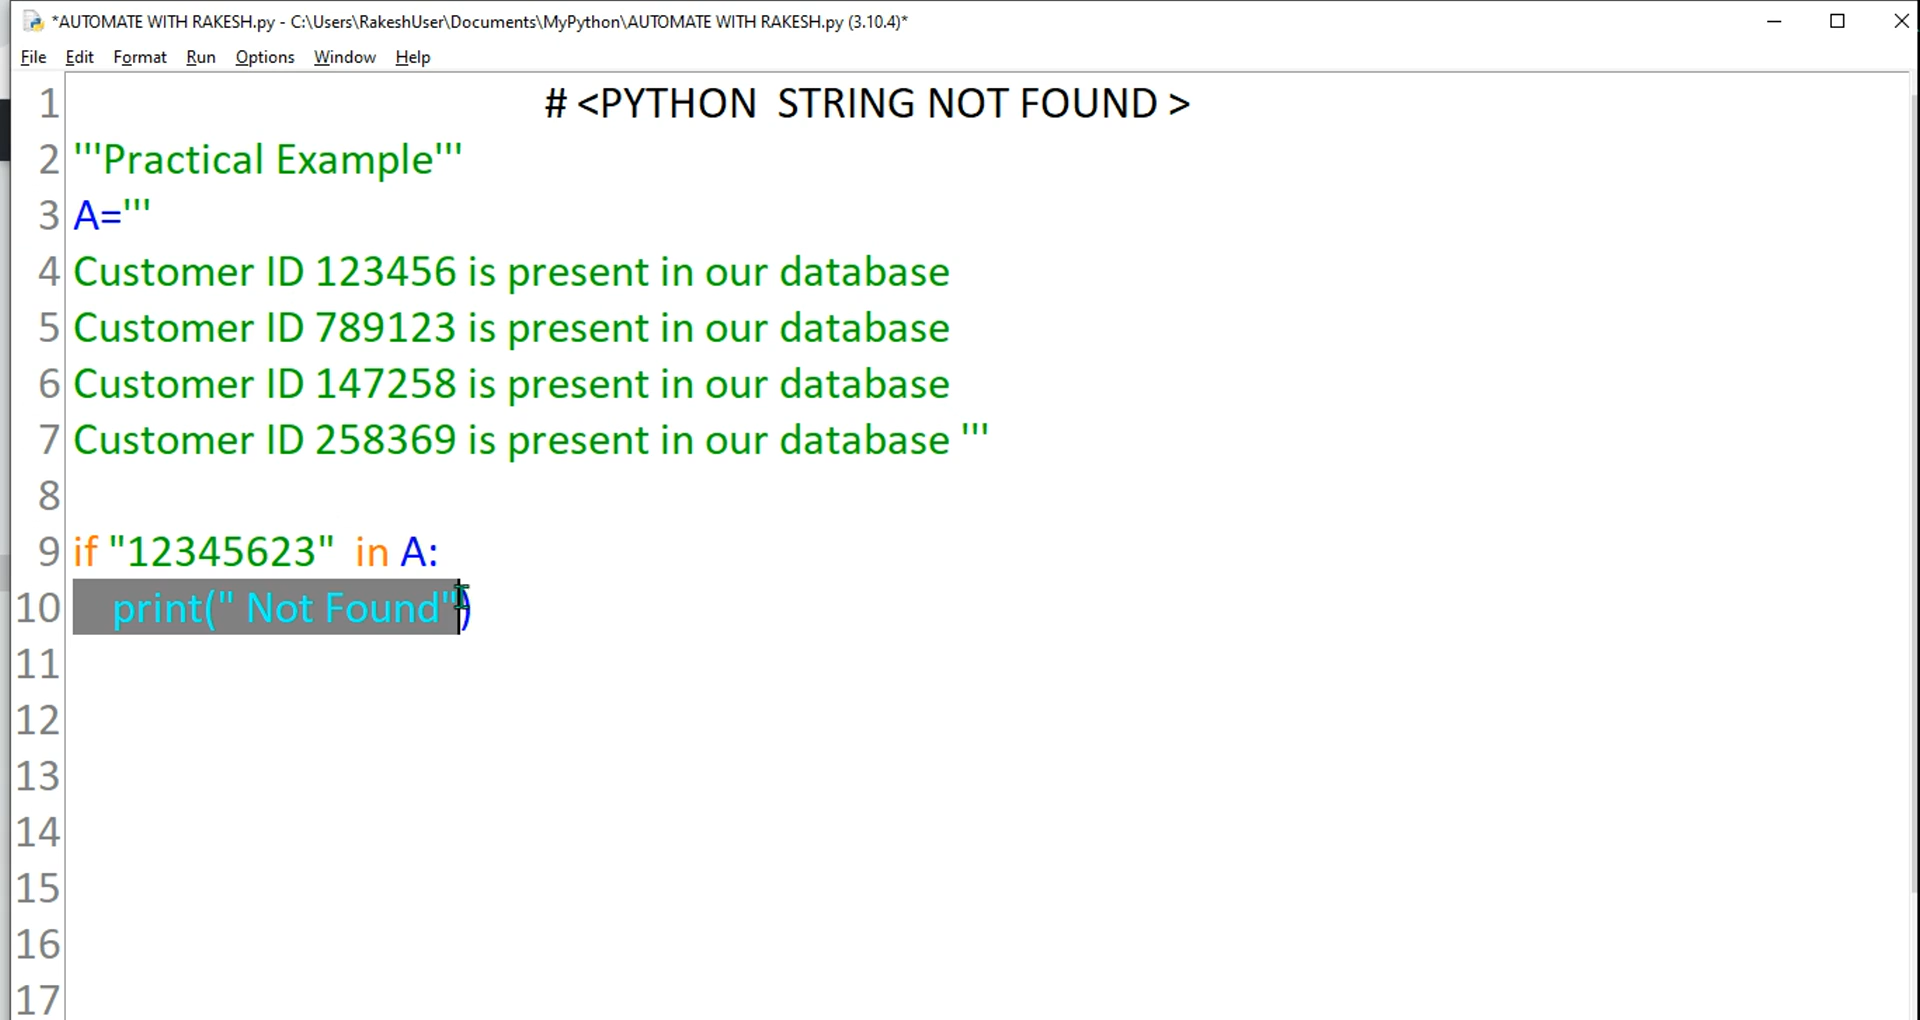 *AUTOMATE WITH RAKESH.py - C:\Users\RakeshUser\Documents\MyPython\AUTOMATE WITH RAKESH.py (3.10.4)*
File Edit Format Run Options Window Help
1 # <PYTHON  STRING NOT FOUND >
2 '''Practical Example'''
3 A='''
4 Customer ID 123456 is present in our database
5 Customer ID 789123 is present in our database
6 Customer ID 147258 is present in our database
7 Customer ID 258369 is present in our database '''
8
9 if "12345623"  in A:
10     print(" Not Found")
11
12
13
14
15
16
17